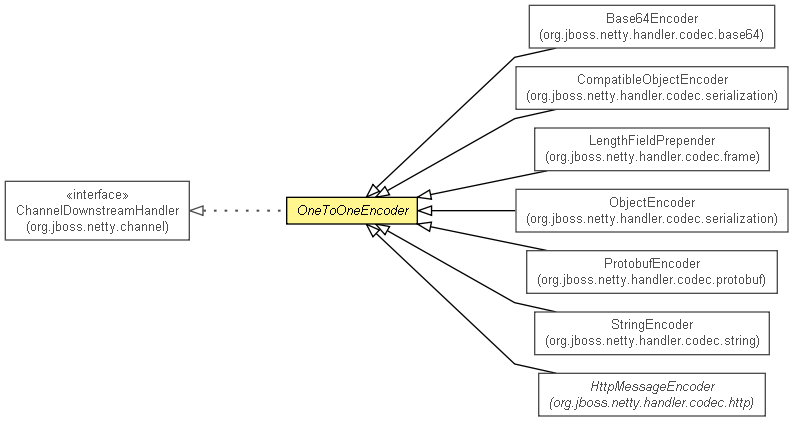 Base64Encoder
(org.jboss.netty.handler.codec.base64)
CompatibleObjectEncoder
(org.jboss.netty.handler.codec.serialization)
LengthFieldPrepender
(org.jboss.netty.handler.codec.frame)
«interface»
ChannelDownstreamHandler
(org.jboss.netty.channel)
OneToOneEncoder
ObjectEncoder
(org.jboss.netty.handler.codec.serialization)
ProtobufEncoder
(org.jboss.netty.handler.codec.protobuf)
StringEncoder
(org.jboss.netty.handler.codec.string)
HttpMessageEncoder
(org.jboss.netty.handler.codec.http)